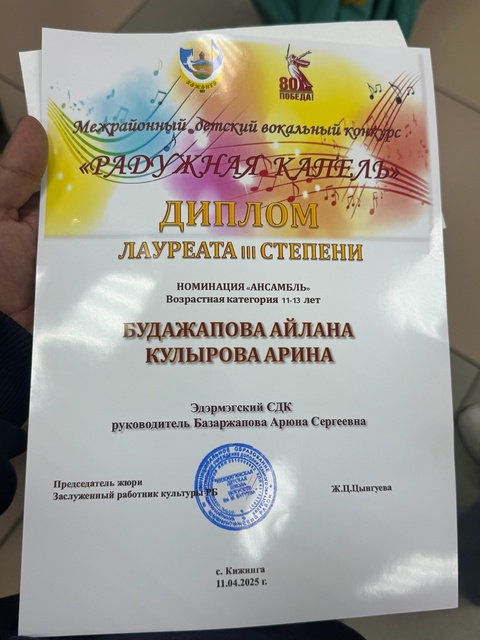 КИЖИНГА
80
ПОБЕДА!
Межрайонный детский вокальный конкурс
«РАДУЖНАЯ КАПЕЛЬ»
ДИПЛОМ
ЛАУРЕАТА III СТЕПЕНИ
НОМИНАЦИЯ «АНСАМБЛЬ»
Возрастная категория 11-13 лет
БУДАЖАПОВА АЙЛАНА
КУЛЫРОВА АРИНА
Эдэрмэгский СДК
руководитель Базаржапова Арюна Сергеевна
Председатель жюри
Заслуженный работник культуры РБ
Ж.Ц.Цынгуева
с. Кижинга
11.04.2025 г.